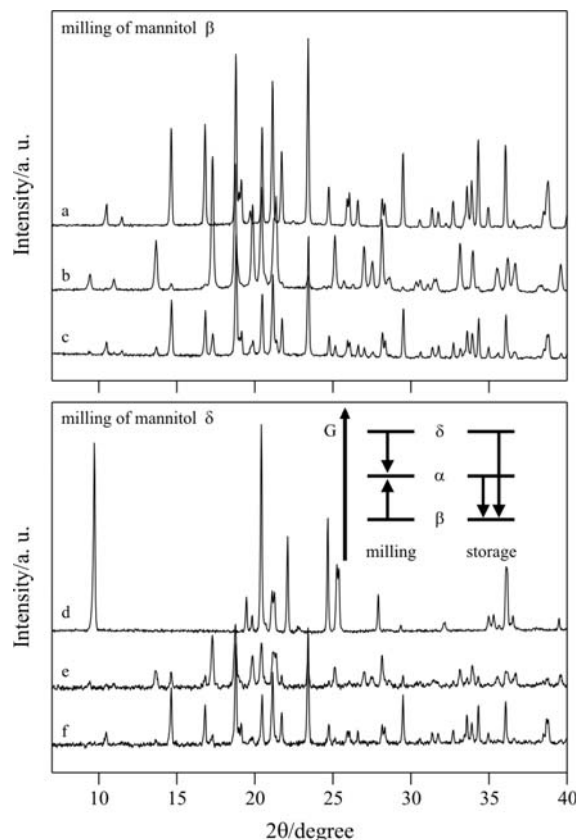 milling of mannitol β
Intensity/a. u.
a
b
c
milling of mannitol δ
Intensity/a. u.
G
δ
α
β
milling storage
d
e
f
10 15 20 25 30 35 40
2θ/degree